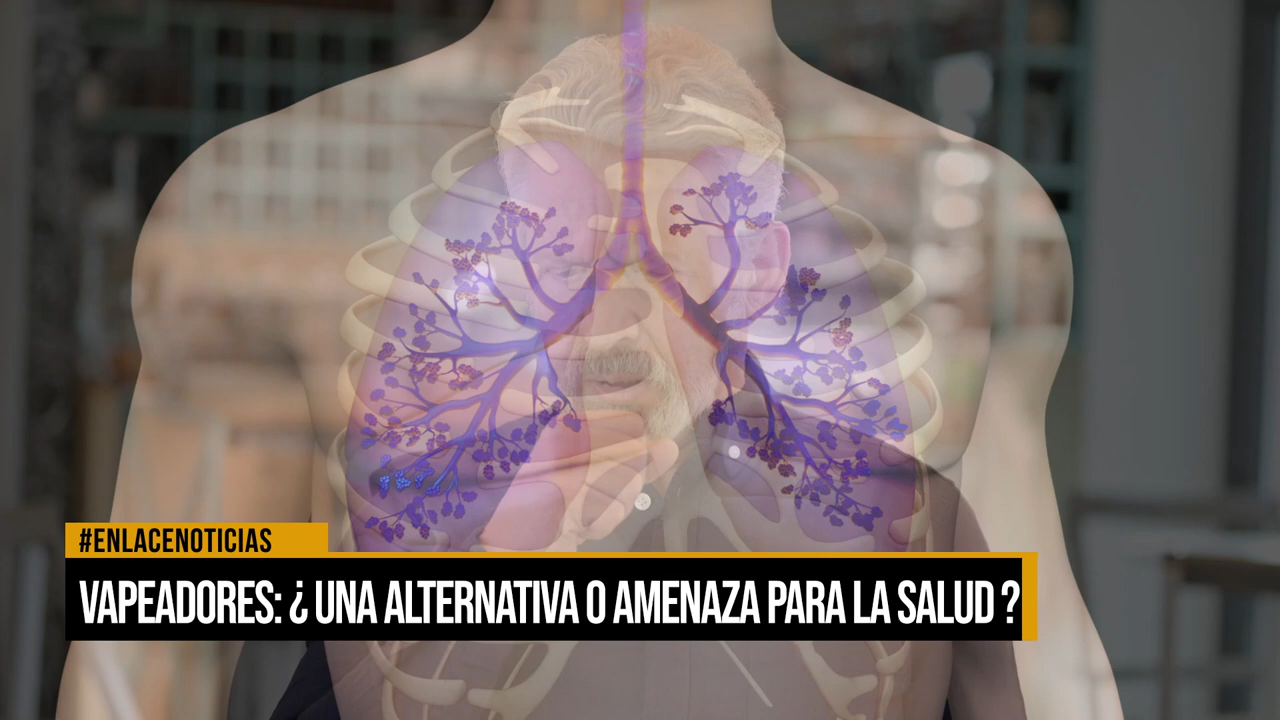 #ENLACENOTICIAS
VAPEADORES: ¿ UNA ALTERNATIVA O AMENAZA PARA LA SALUD ?